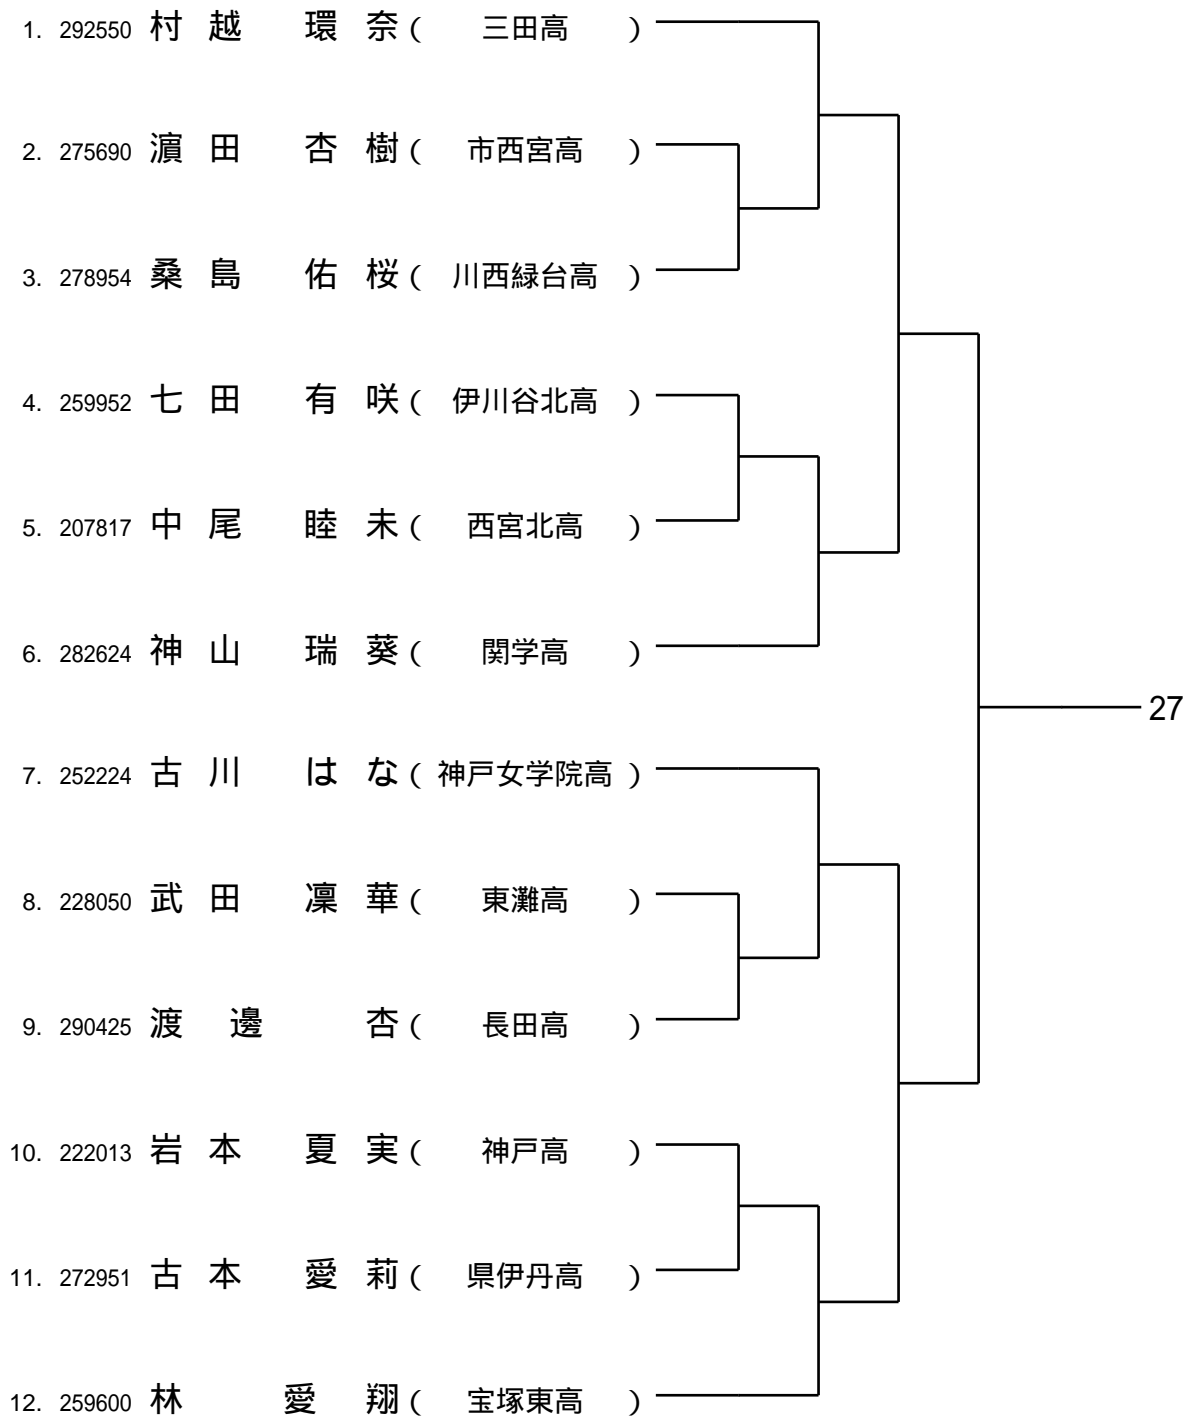 1. 292550 村越 環奈 ( 三田高 )
2. 275690 濵田 杏樹 ( 市西宮高 )
3. 278954 桑島 佑桜 ( 川西緑台高 )
4. 259952 七田 有咲 ( 伊川谷北高 )
5. 207817 中尾 睦未 ( 西宮北高 )
6. 282624 神山 瑞葵 ( 関学高 )
27
7. 252224 古川 はな ( 神戸女学院高 )
8. 228050 武田 凜華 ( 東灘高 )
9. 290425 渡邊 杏 ( 長田高 )
10. 222013 岩本 夏実 ( 神戸高 )
11. 272951 古本 愛莉 ( 県伊丹高 )
12. 259600 林 愛翔 ( 宝塚東高 )